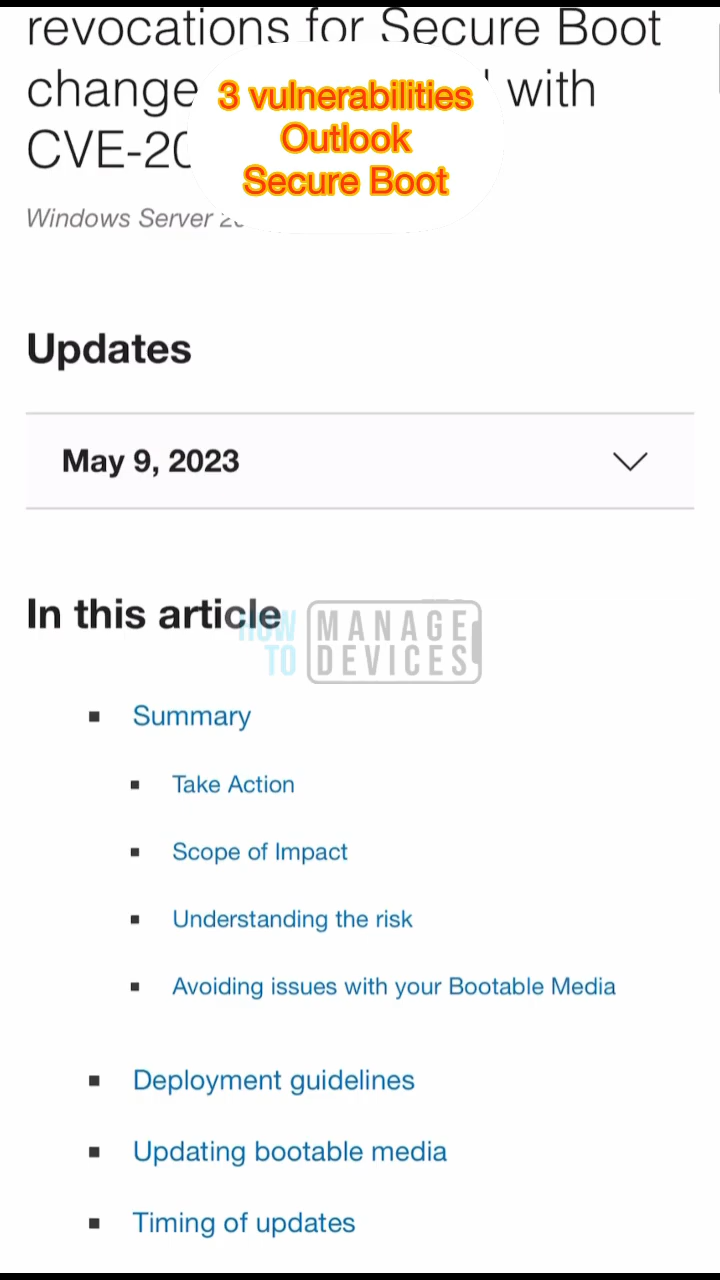 revocations for Secure Boot
change with
CVE-20
3 vulnerabilities
Outlook
Secure Boot
Windows Server
Updates
May 9, 2023
In this article
HOW
TO
MANAGE
DEVICES
Summary
Take Action
Scope of Impact
Understanding the risk
Avoiding issues with your Bootable Media
Deployment guidelines
Updating bootable media
Timing of updates